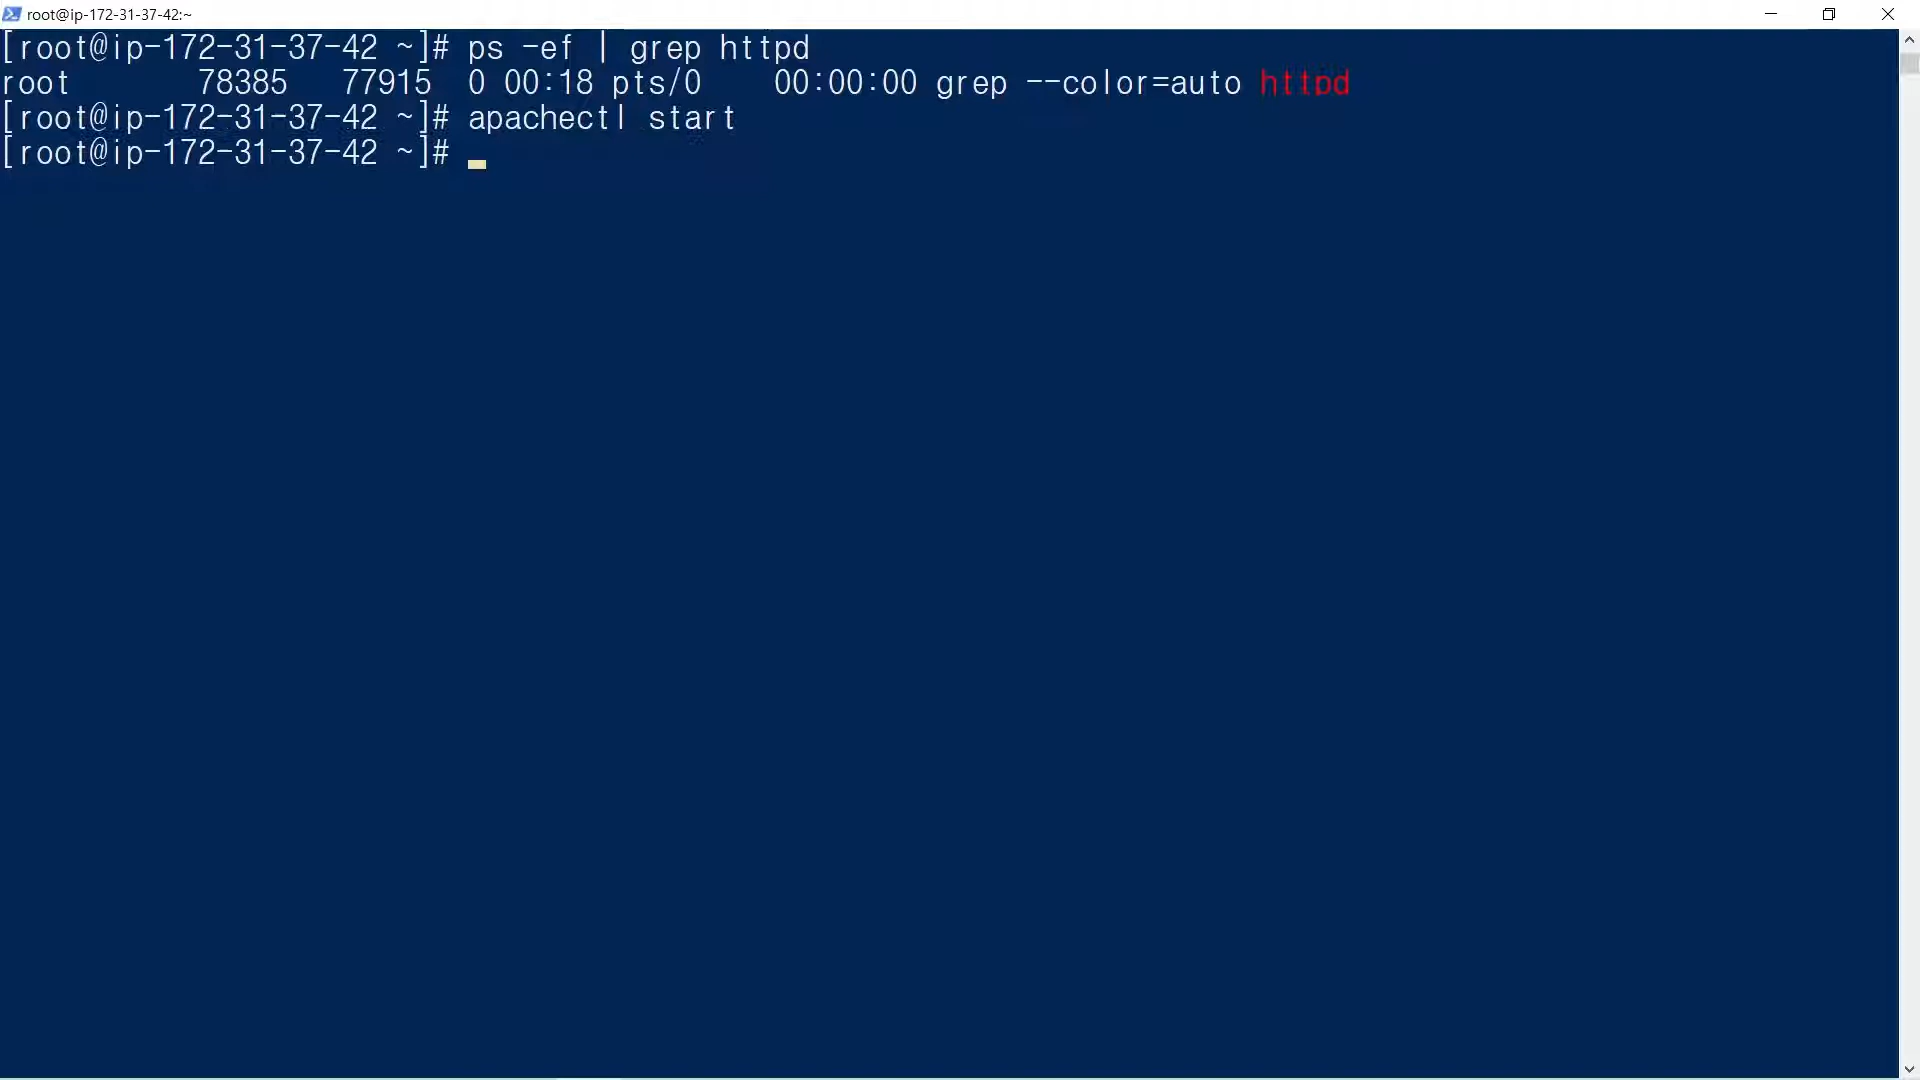 root@ip-172-31-37-42:~
[root@ip-172-31-37-42 ~]# ps -ef | grep httpd
root       78385   77915  0 00:18 pts/0    00:00:00 grep --color=auto httpd
[root@ip-172-31-37-42 ~]# apachectl start
[root@ip-172-31-37-42 ~]#